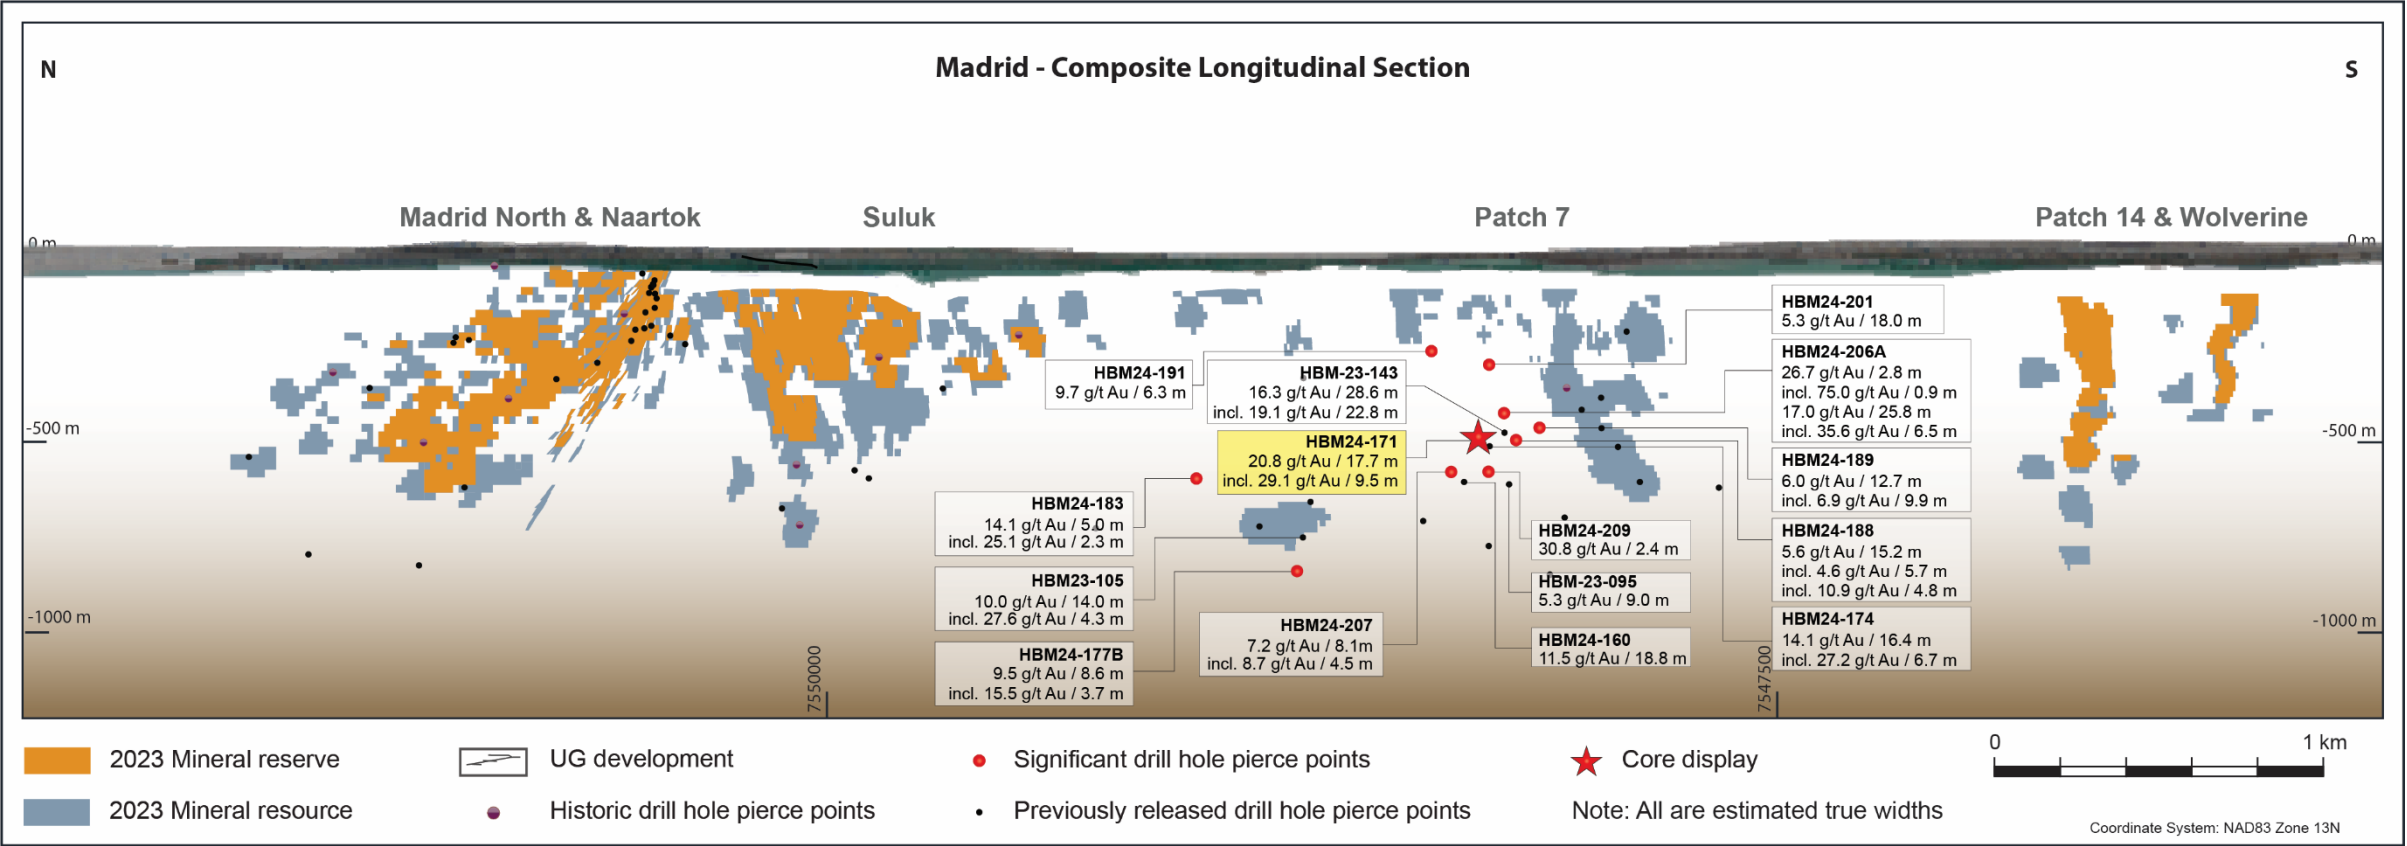 N
Madrid - Composite Longitudinal Section
S
Madrid North & Naartok
Suluk
Patch 7
Patch 14 & Wolverine
0 m
0 m
-500 m
-500 m
-1000 m
-1000 m
HBM24-201
5.3 g/t Au / 18.0 m
HBM24-206A
26.7 g/t Au / 2.8 m
incl. 75.0 g/t Au / 0.9 m
17.0 g/t Au / 25.8 m
incl. 35.6 g/t Au / 6.5 m
HBM24-191
9.7 g/t Au / 6.3 m
HBM-23-143
16.3 g/t Au / 28.6 m
incl. 19.1 g/t Au / 22.8 m
HBM24-171
20.8 g/t Au / 17.7 m
incl. 29.1 g/t Au / 9.5 m
HBM24-189
6.0 g/t Au / 12.7 m
incl. 6.9 g/t Au / 9.9 m
HBM24-183
14.1 g/t Au / 5.0 m
incl. 25.1 g/t Au / 2.3 m
HBM24-209
30.8 g/t Au / 2.4 m
HBM24-188
5.6 g/t Au / 15.2 m
incl. 4.6 g/t Au / 5.7 m
incl. 10.9 g/t Au / 4.8 m
HBM23-105
10.0 g/t Au / 14.0 m
incl. 27.6 g/t Au / 4.3 m
HBM-23-095
5.3 g/t Au / 9.0 m
HBM24-207
7.2 g/t Au / 8.1m
incl. 8.7 g/t Au / 4.5 m
HBM24-160
11.5 g/t Au / 18.8 m
HBM24-174
14.1 g/t Au / 16.4 m
incl. 27.2 g/t Au / 6.7 m
HBM24-177B
9.5 g/t Au / 8.6 m
incl. 15.5 g/t Au / 3.7 m
7550000
7547500
2023 Mineral reserve
UG development
Significant drill hole pierce points
Core display
0
1 km
2023 Mineral resource
Historic drill hole pierce points
Previously released drill hole pierce points
Note: All are estimated true widths
Coordinate System: NAD83 Zone 13N